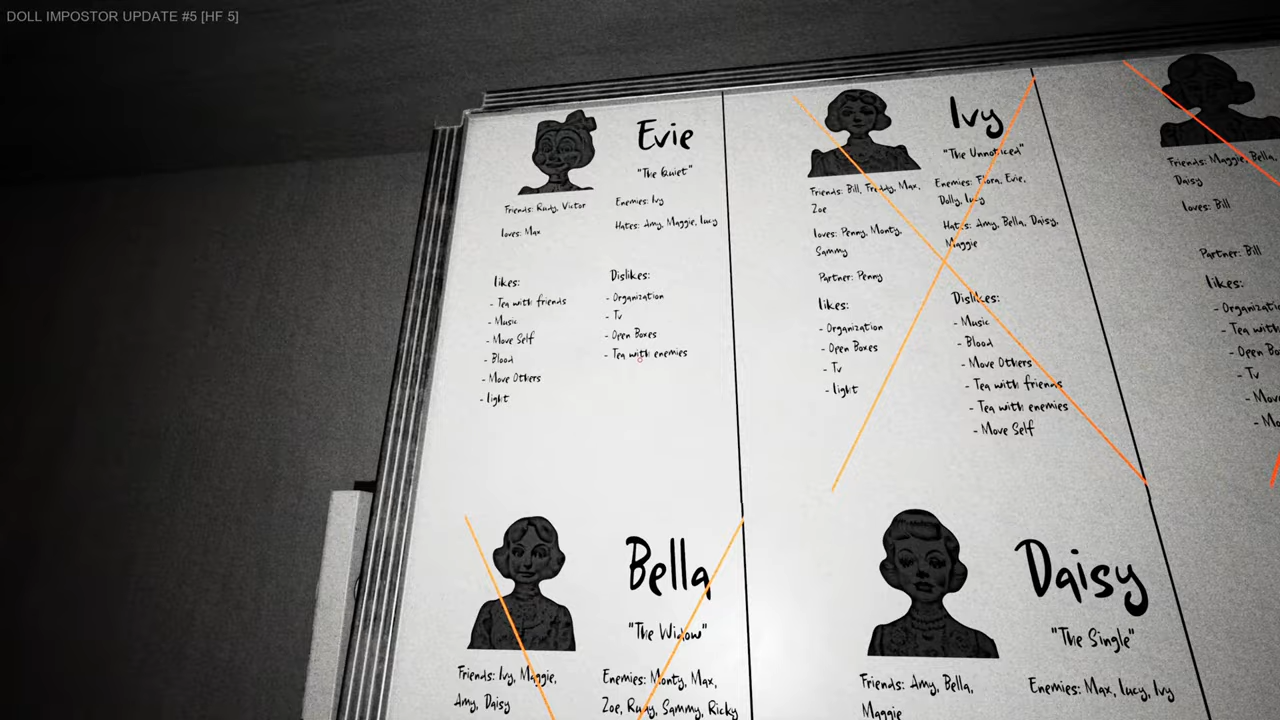 DOLL IMPOSTOR UPDATE #5 [HF 5]
Evie
"The Quiet"
Friends: Rudy, Victor
Enemies: Ivy
Loves: Max
Hates: Amy, Maggie, Lucy
Likes:
- Tea with friends
- Music
- Move Self
- Blood
- Move Others
- Light
Dislikes:
- Organization
- Tv
- Open Boxes
- Tea with enemies
Ivy
"The Unnoticed"
Friends: Bill, Freddy, Max,
Zoe
Enemies: Flora, Evie,
Dolly, Lucy
Loves: Penny, Monty,
Sammy
Hates: Amy, Bella, Daisy,
Maggie
Partner: Penny
Likes:
- Organization
- Open Boxes
- Tv
- Light
Dislikes:
- Music
- Blood
- Move Others
- Tea with friends
- Tea with enemies
- Move Self
Friends: Maggie, Bella,
Daisy
Loves: Bill
Partner: Bill
Likes:
- Tv
Bella
"The Widow"
Friends: Ivy, Maggie,
Amy, Daisy
Enemies: Monty, Max,
Zoe, Rudy, Sammy, Ricky
Daisy
"The Single"
Friends: Amy, Bella,
Maggie
Enemies: Max, Lucy, Ivy